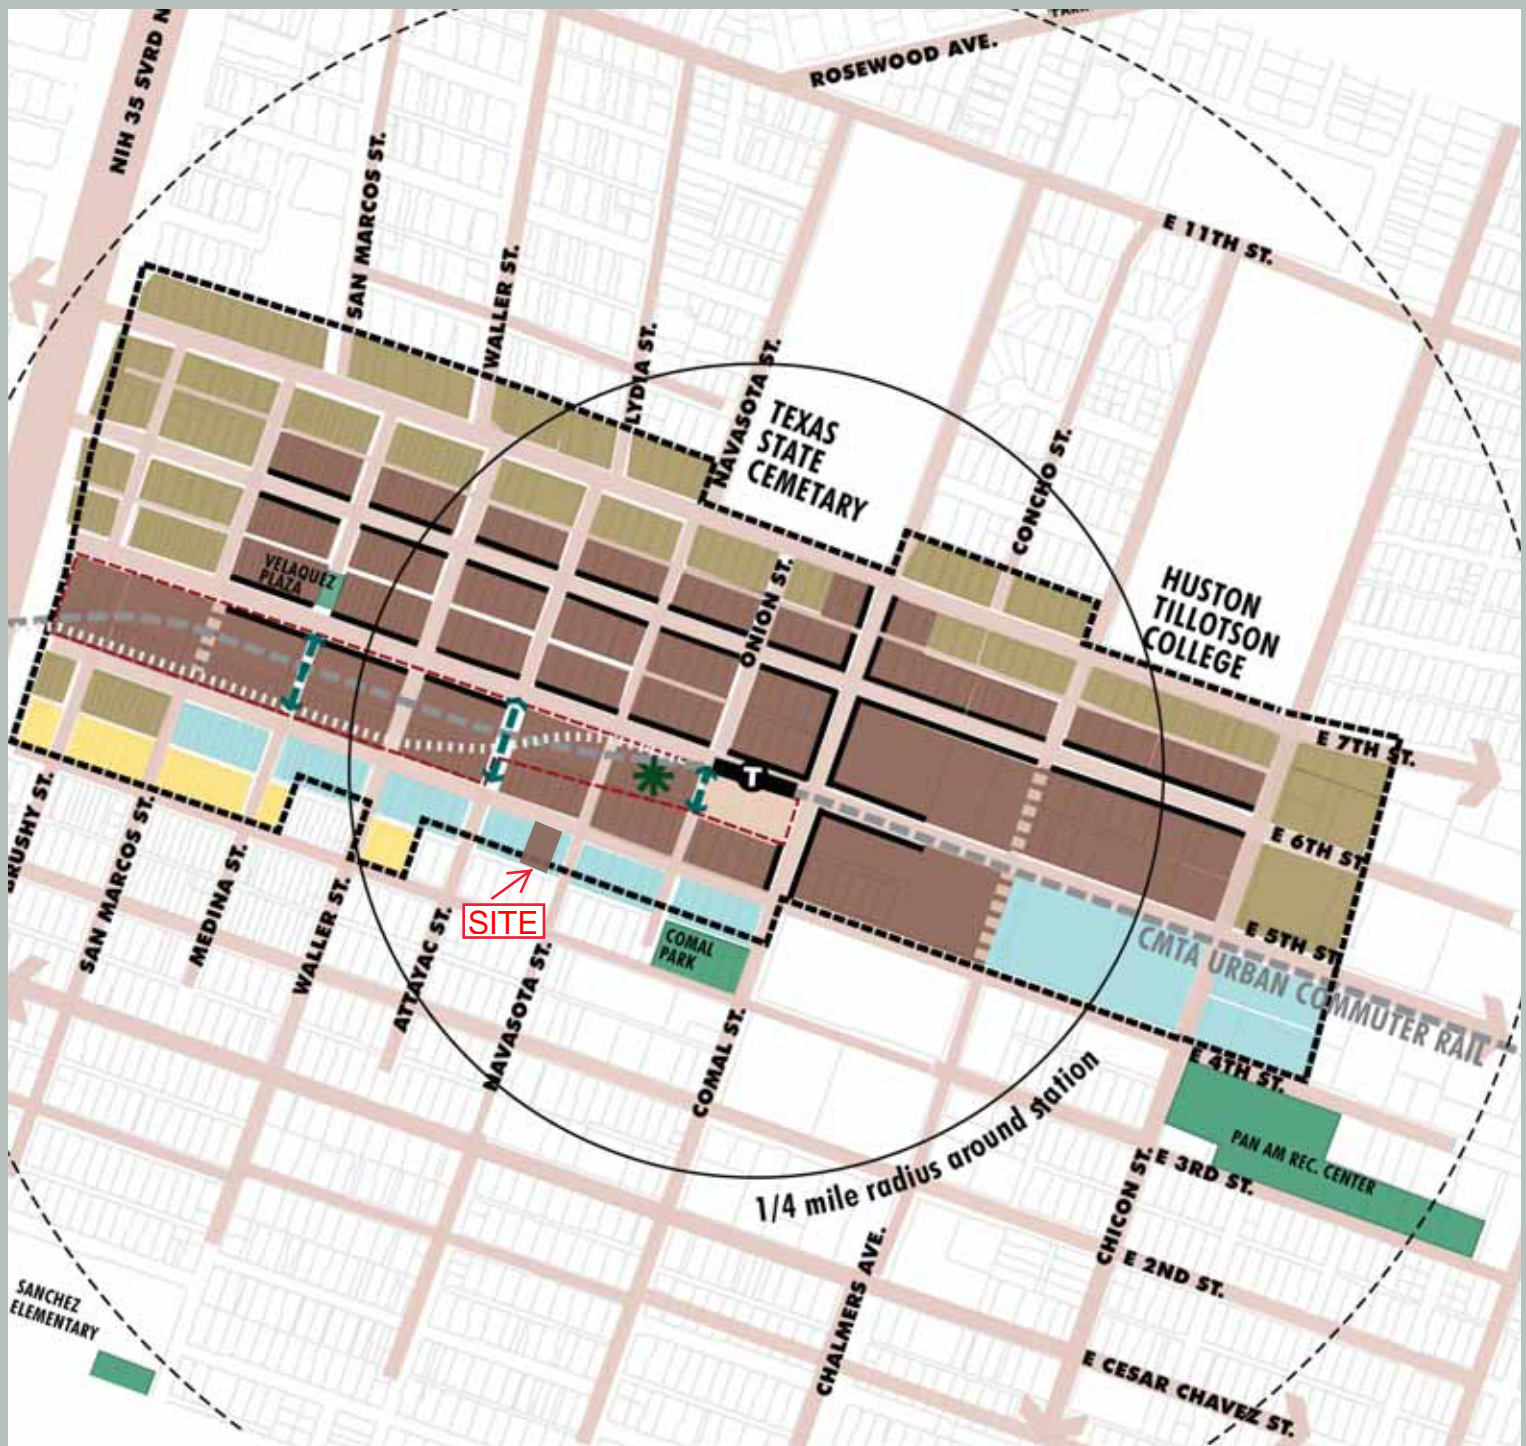 NIH 35 SVRD N
ROSEWOOD AVE.
E 11TH ST.
SAN MARCOS ST.
WALLER ST.
LYDIA ST.
NAVASOTA ST.
TEXAS
STATE
CEMETARY
CONCHO ST.
HUSTON
TILLOTSON
COLLEGE
VELAQUEZ
PLAZA
ONION ST.
T
E 7TH ST.
E 6TH ST.
E 5TH ST.
CMTA URBAN COMMUTER RAIL
BRUSHY ST.
SAN MARCOS ST.
MEDINA ST.
WALLER ST.
ATTAYAC ST.
SITE
NAVASOTA ST.
COMAL
PARK
COMAL ST.
1/4 mile radius around station
E 4TH ST.
PAN AM REC. CENTER
E 3RD ST.
CHICON ST.
E 2ND ST.
CHALMERS AVE.
E CESAR CHAVEZ ST.
SANCHEZ
ELEMENTARY